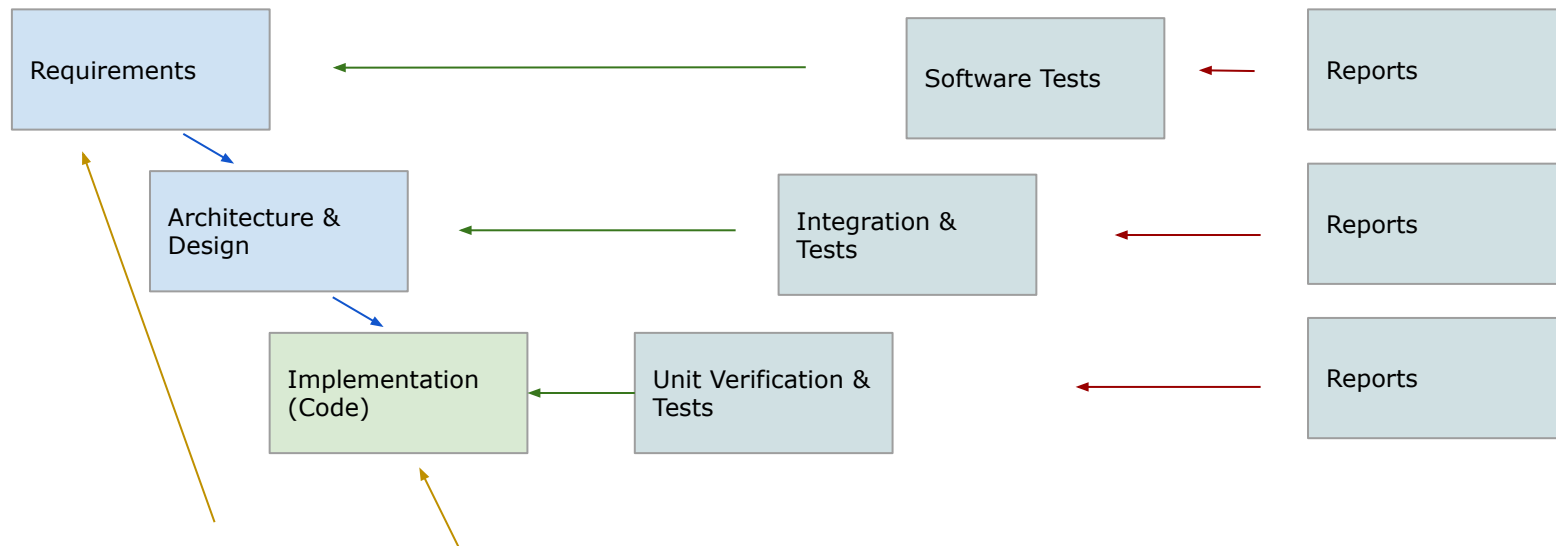 Requirements
Software Tests
Reports
Architecture &
Design
Integration &
Tests
Reports
Implementation
(Code)
Unit Verification &
Tests
Reports